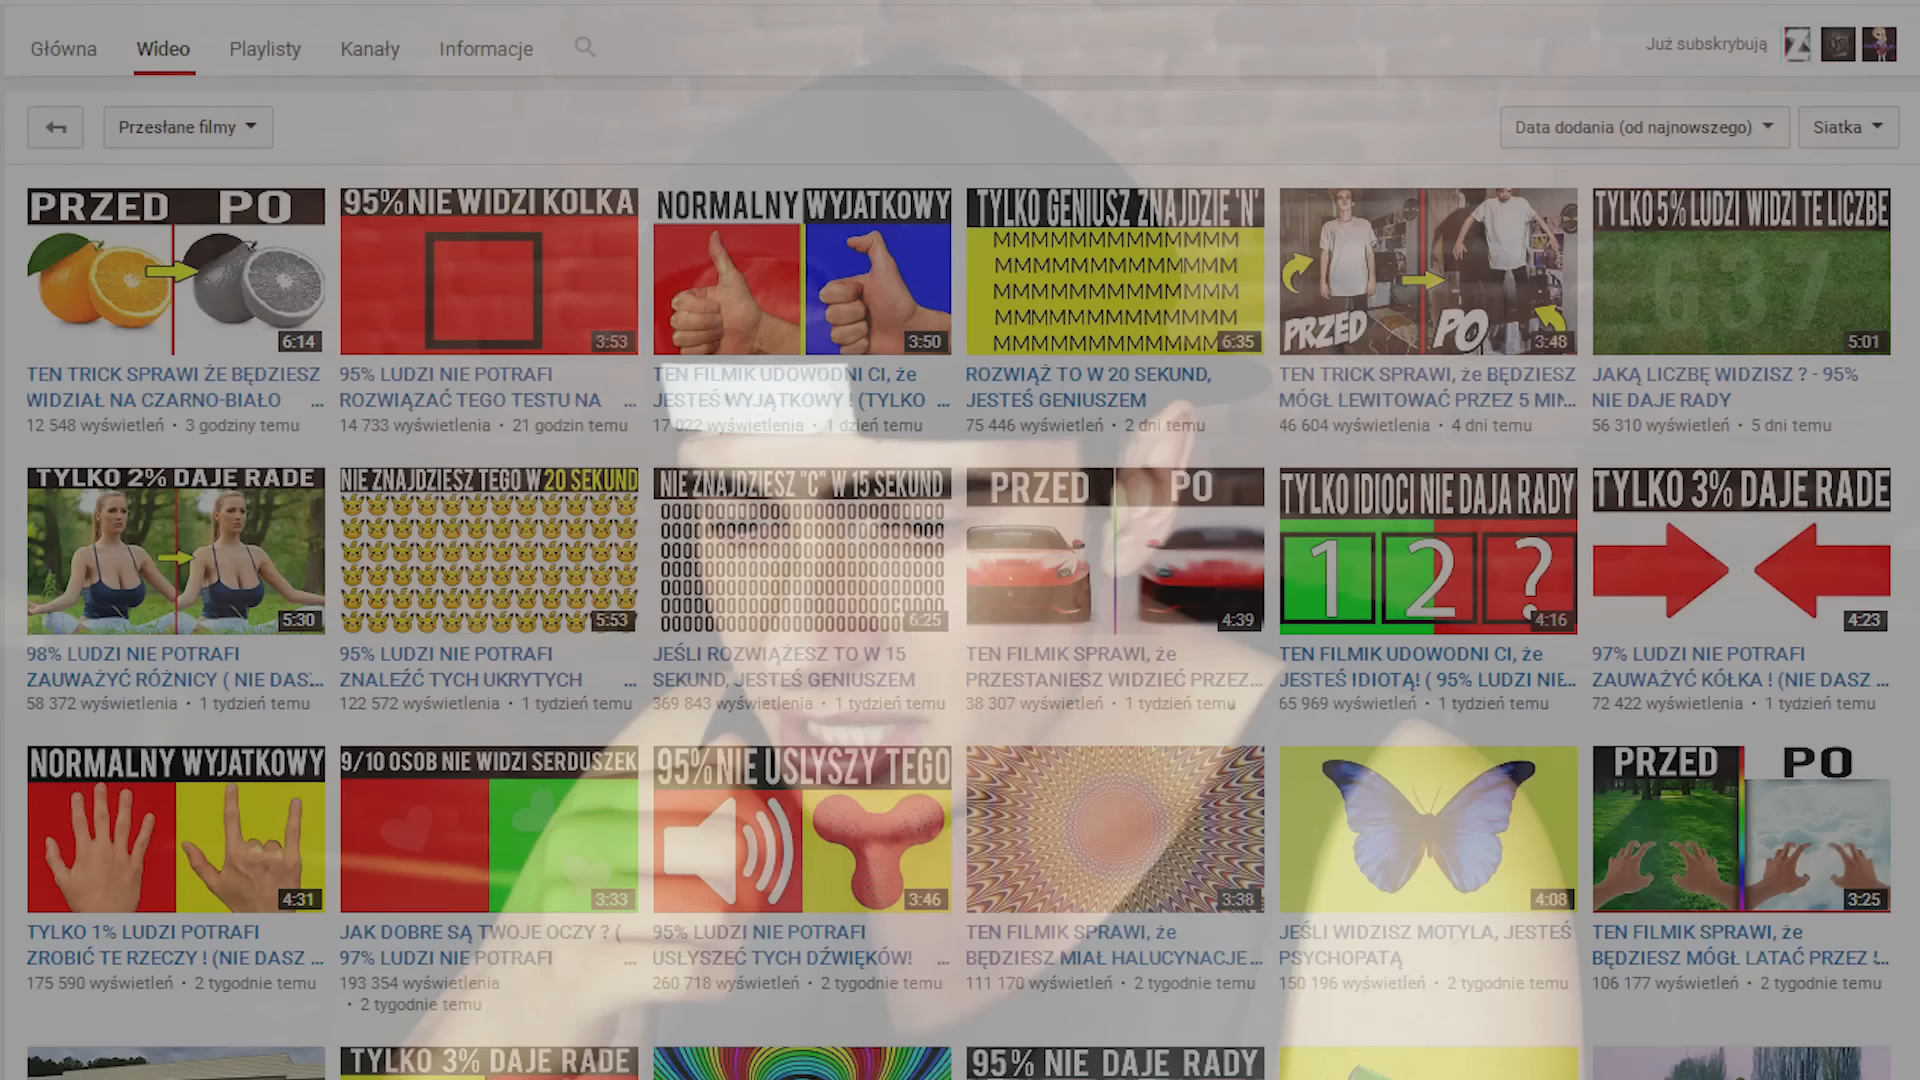 Główna Wideo Playlisty Kanały Informacje
Już subskrybują
Przesłane filmy
Data dodania (od najnowszego)
Siatka
PRZED PO
6:14
TEN TRICK SPRAWI ŻE BĘDZIESZ
WIDZIAŁ NA CZARNO-BIAŁO ...
12 548 wyświetleń • 3 godziny temu
95% NIE WIDZI KOLKA
3:53
95% LUDZI NIE POTRAFI
ROZWIĄZAĆ TEGO TESTU NA ...
14 733 wyświetlenia • 21 godzin temu
NORMALNY WYJATKOWY
3:50
TEN FILMIK UDOWODNI CI, że
JESTEŚ WYJĄTKOWY ! (TYLKO ...
17 022 wyświetlenia • 1 dzień temu
TYLKO GENIUSZ ZNAJDZIE 'N'
MMMMMMMMMMMMM
MMMMMMMMMMMMM
MMMMMMMMMMMMM
MMMMMMMMMMMMM
MMMMMMMMMMMM
6:35
ROZWIĄŻ TO W 20 SEKUND,
JESTEŚ GENIUSZEM
75 446 wyświetleń • 2 dni temu
PRZED PO
3:48
TEN TRICK SPRAWI, że BĘDZIESZ
MÓGŁ LEWITOWAĆ PRZEZ 5 MIN...
46 604 wyświetlenia • 4 dni temu
TYLKO 5% LUDZI WIDZI TE LICZBE
637
5:01
JAKĄ LICZBĘ WIDZISZ ? - 95%
NIE DAJE RADY
56 310 wyświetleń • 5 dni temu
TYLKO 2% DAJE RADE
5:30
98% LUDZI NIE POTRAFI
ZAUWAŻYĆ RÓŻNICY ( NIE DAS...
58 372 wyświetlenia • 1 tydzień temu
NIE ZNAJDZIESZ TEGO W 20 SEKUND
5:53
95% LUDZI NIE POTRAFI
ZNALEŹĆ TYCH UKRYTYCH ...
122 572 wyświetlenia • 1 tydzień temu
NIE ZNAJDZIESZ "C" W 15 SEKUND
6:25
JEŚLI ROZWIĄŻESZ TO W 15
SEKUND, JESTEŚ GENIUSZEM
369 843 wyświetlenia • 1 tydzień temu
PRZED PO
4:39
TEN FILMIK SPRAWI, że
PRZESTANIESZ WIDZIEĆ PRZEZ...
38 307 wyświetleń • 1 tydzień temu
TYLKO IDIOCI NIE DAJA RADY
1 2 ?
4:16
TEN FILMIK UDOWODNI CI, że
JESTEŚ IDIOTĄ! ( 95% LUDZI NIE...
65 969 wyświetleń • 1 tydzień temu
TYLKO 3% DAJE RADE
4:23
97% LUDZI NIE POTRAFI
ZAUWAŻYĆ KÓŁKA ! (NIE DASZ ...
72 422 wyświetlenia • 1 tydzień temu
NORMALNY WYJATKOWY
4:31
TYLKO 1% LUDZI POTRAFI
ZROBIĆ TE RZECZY ! (NIE DASZ ...
175 590 wyświetleń • 2 tygodnie temu
9/10 OSOB NIE WIDZI SERDUSZEK
3:33
JAK DOBRE SĄ TWOJE OCZY ? (
97% LUDZI NIE POTRAFI ...
193 354 wyświetlenia
• 2 tygodnie temu
95% NIE USLYSZY TEGO
3:46
95% LUDZI NIE POTRAFI
USŁYSZEĆ TYCH DŹWIĘKÓW! ...
260 718 wyświetleń • 2 tygodnie temu
3:38
TEN FILMIK SPRAWI, że
BĘDZIESZ MIAŁ HALUCYNACJE ...
111 170 wyświetleń • 2 tygodnie temu
4:08
JEŚLI WIDZISZ MOTYLA, JESTEŚ
PSYCHOPATĄ
150 196 wyświetleń • 2 tygodnie temu
PRZED PO
3:25
TEN FILMIK SPRAWI, że
BĘDZIESZ MÓGŁ LATAĆ PRZEZ ...
106 177 wyświetleń • 2 tygodnie temu
TYLKO 3% DAJE RADE
95% NIE DAJE RADY